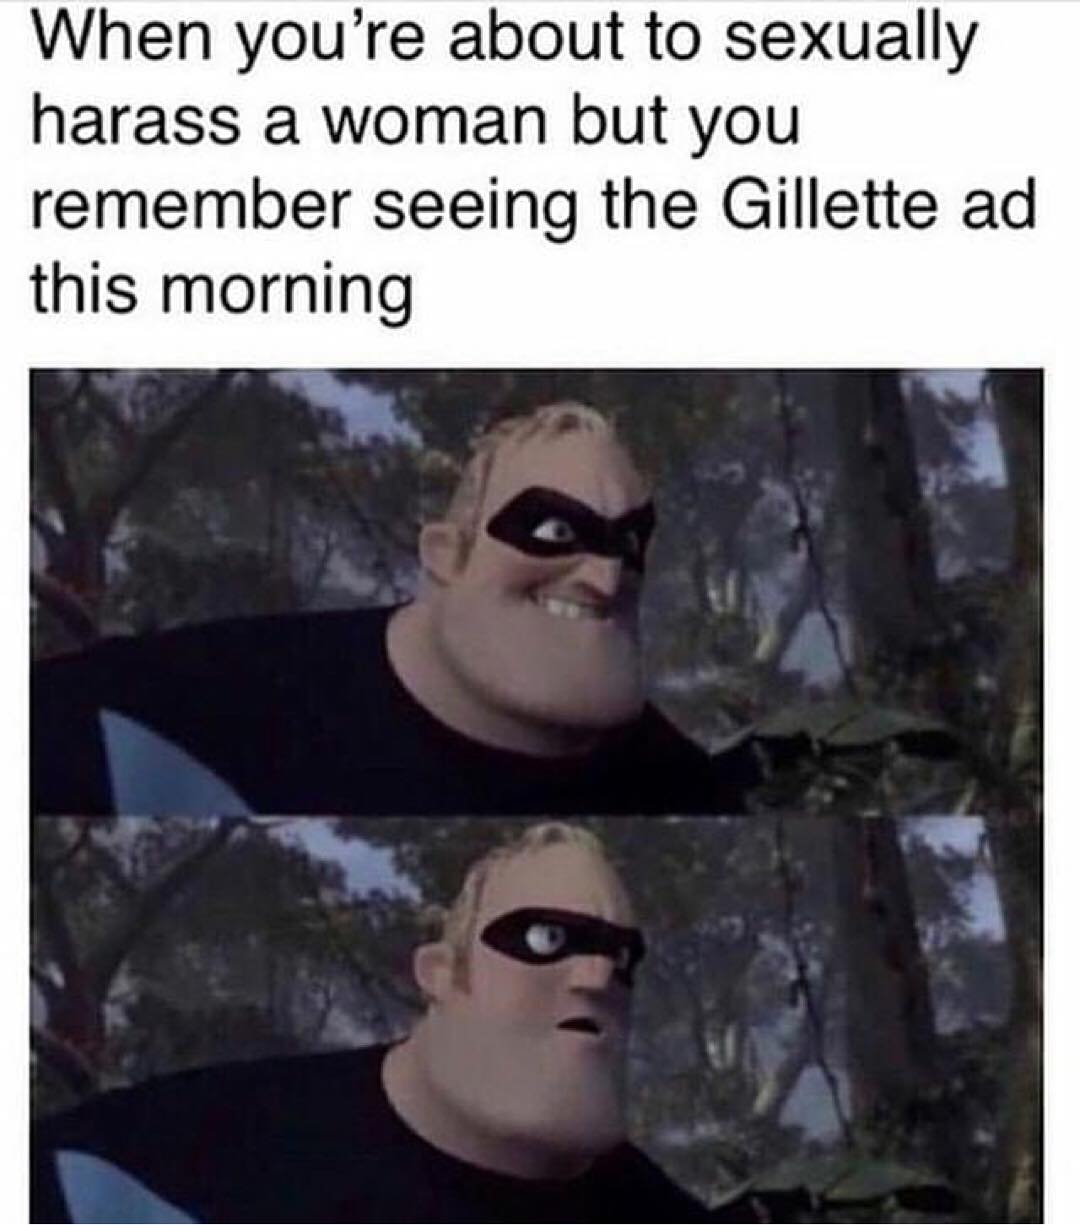 When you’re about to sexually
harass a woman but you
remember seeing the Gillette ad
this morning